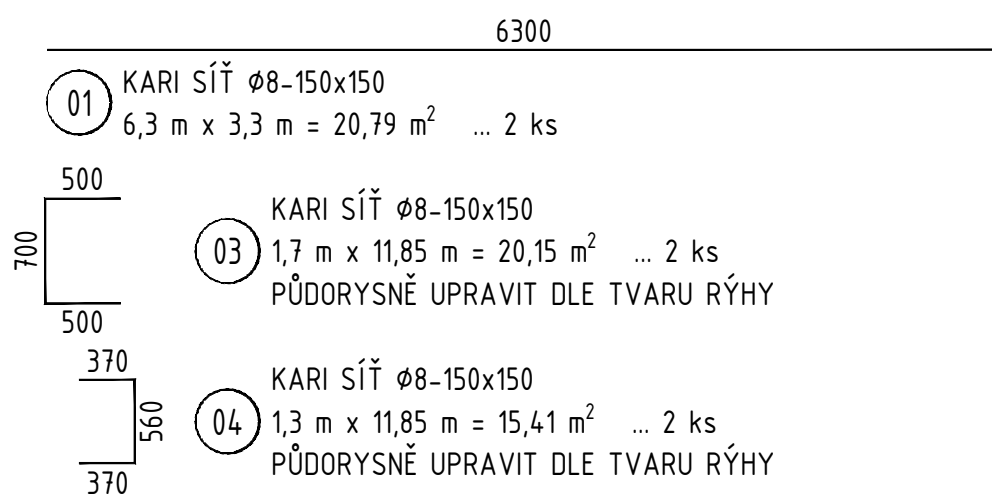 6300
01
KARI SÍŤ Ø8-150x150
6,3 m x 3,3 m = 20,79 m² ... 2 ks
500
700
500
03
KARI SÍŤ Ø8-150x150
1,7 m x 11,85 m = 20,15 m² ... 2 ks
PŮDORYSNĚ UPRAVIT DLE TVARU RÝHY
370
560
370
04
KARI SÍŤ Ø8-150x150
1,3 m x 11,85 m = 15,41 m² ... 2 ks
PŮDORYSNĚ UPRAVIT DLE TVARU RÝHY